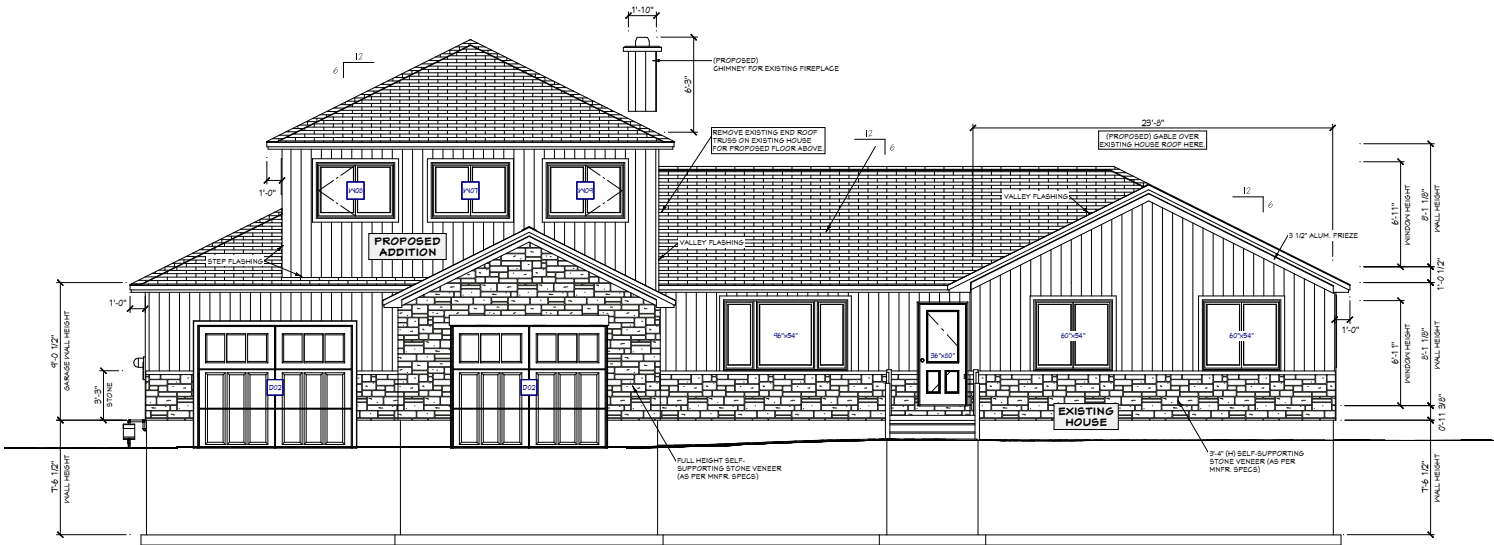 1'-10"
12
6
(PROPOSED)
CHIMNEY FOR EXISTING FIREPLACE
6'-3"
REMOVE EXISTING END ROOF
TRUSS ON EXISTING HOUSE
FOR PROPOSED FLOOR ABOVE.
12
6
23'-8"
(PROPOSED) GABLE OVER
EXISTING HOUSE ROOF HERE.
1'-0"
W08
W07
W09
VALLEY FLASHING
12
6
6'-11"
WINDOW HEIGHT
8'-1 1/8"
WALL HEIGHT
PROPOSED
ADDITION
VALLEY FLASHING
3 1/2" ALUM. FRIEZE
STEP FLASHING
1'-0 1/2"
1'-0"
1'-0"
9'-0 1/2"
GARAGE WALL HEIGHT
96"x54"
36"x80"
60"x54"
60"x54"
6'-11"
WINDOW HEIGHT
8'-1 1/8"
WALL HEIGHT
3'-3"
STONE
D02
D02
EXISTING
HOUSE
0'-11 3/8"
FULL HEIGHT SELF-
SUPPORTING STONE VENEER
(AS PER MNFR. SPECS)
3'-4" (H) SELF-SUPPORTING
STONE VENEER (AS PER
MNFR. SPECS)
7'-6 1/2"
WALL HEIGHT
7'-6 1/2"
WALL HEIGHT